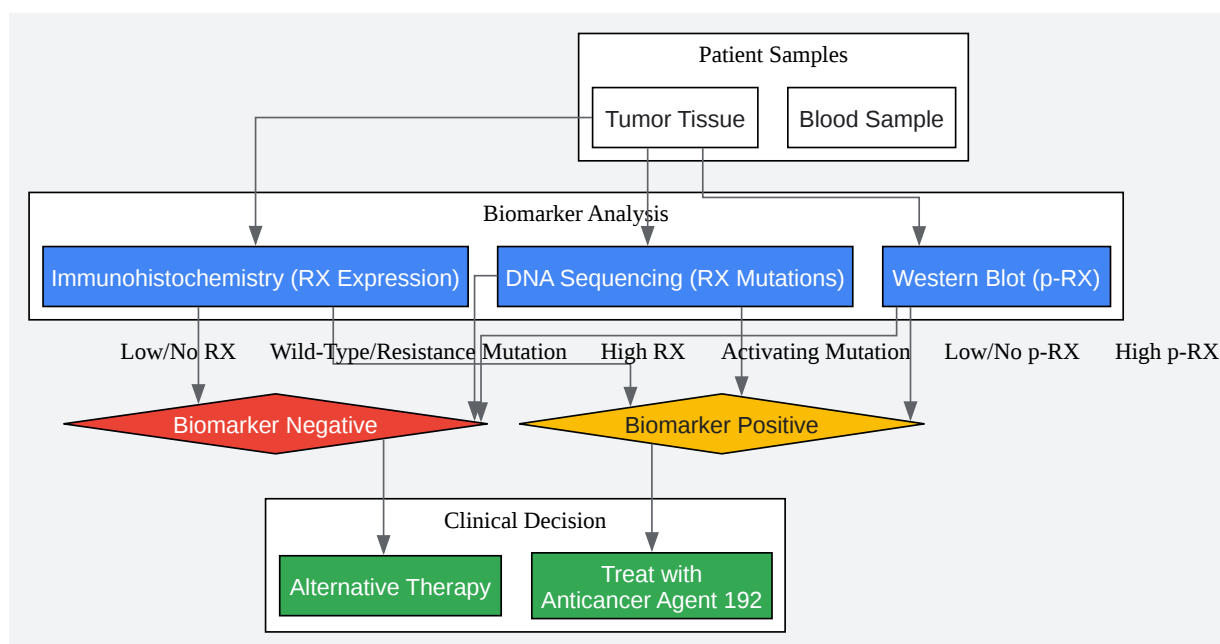 Patient Samples
Tumor Tissue
Blood Sample
Biomarker Analysis
Immunohistochemistry (RX Expression)
DNA Sequencing (RX Mutations)
Western Blot (p-RX)
Low/No RX
Wild-Type/Resistance Mutation
High RX
Activating Mutation
Low/No p-RX
High p-RX
Biomarker Negative
Biomarker Positive
Clinical Decision
Alternative Therapy
Treat with
Anticancer Agent 192